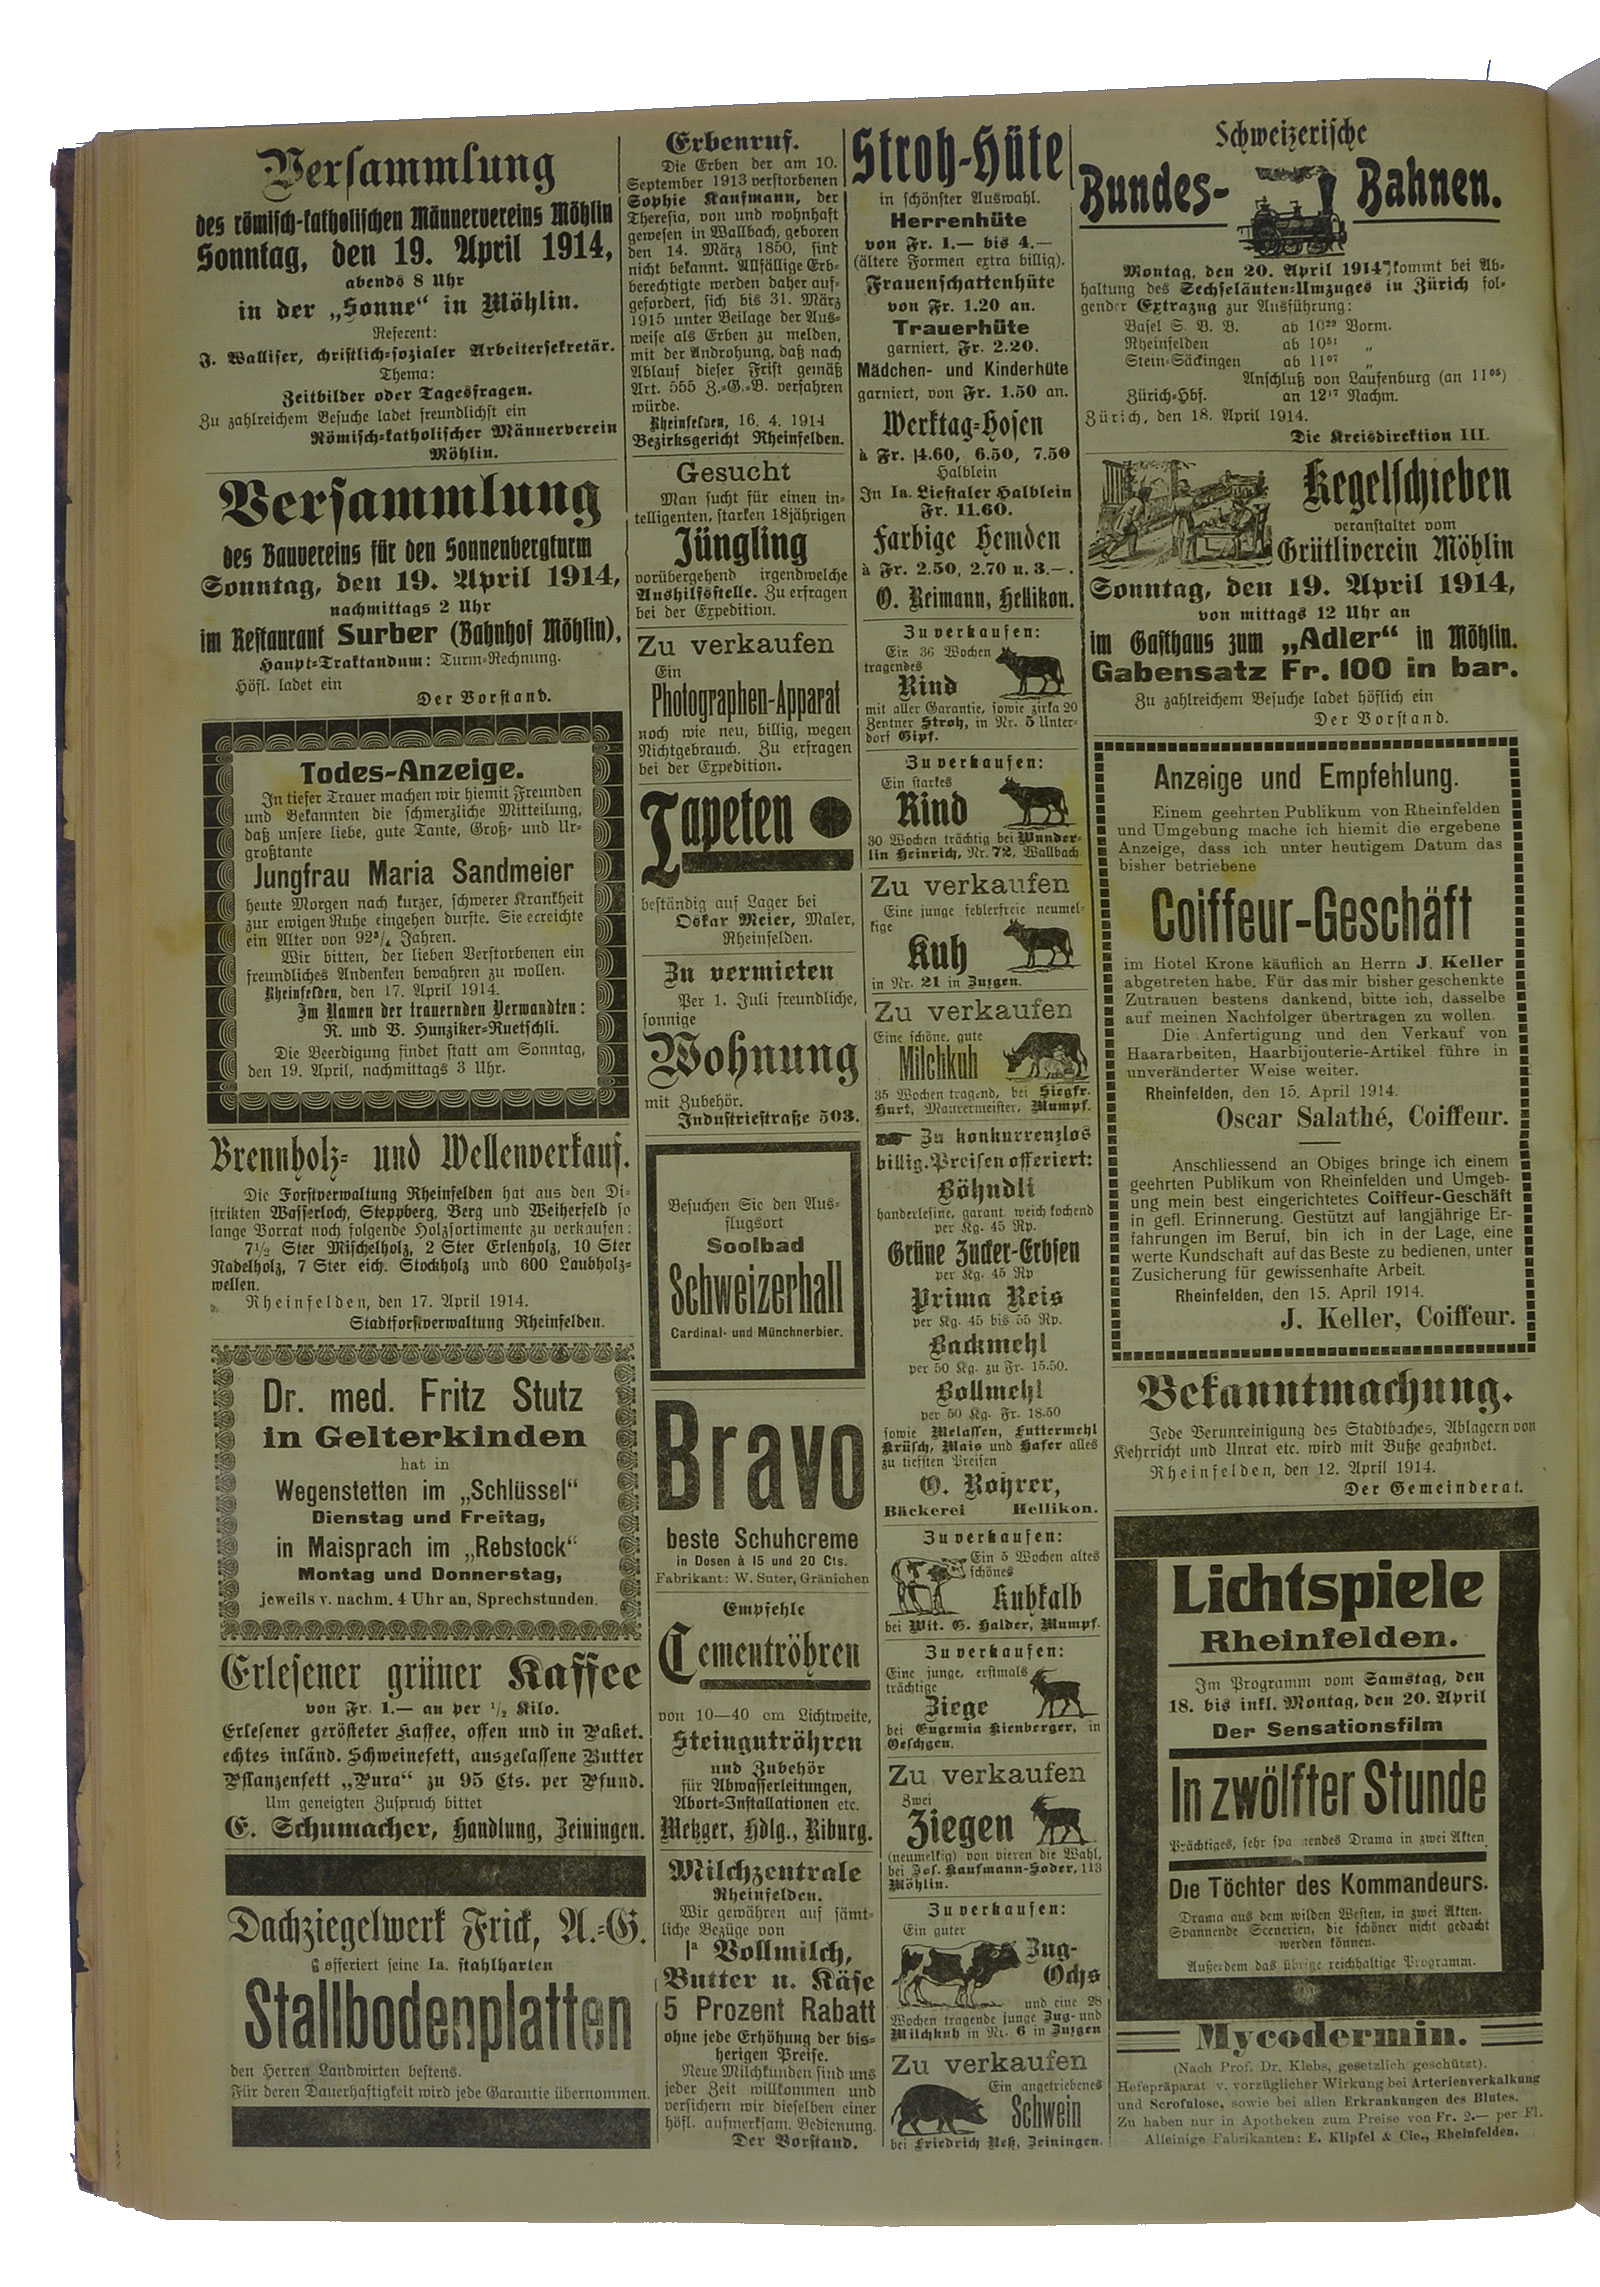 Versammlung
des römisch-katholischen Männervereins Möhlin
Sonntag, den 19. April 1914,
abends 8 Uhr
in der „Sonne“ in Möhlin.
Referent:
J. Walliser, christlich-sozialer Arbeitersekretär.
Thema:
Zeitbilder oder Tagesfragen.
Zu zahlreichem Besuche ladet freundlichst ein
Römisch-katholischer Männerverein
Möhlin.
Versammlung
des Bauvereins für den Sonnenbergturm
Sonntag, den 19. April 1914,
nachmittags 2 Uhr
im Restaurant Surber (Bahnhof Möhlin),
Haupt-Traktandum: Turm-Rechnung.
Höfl. ladet ein
Der Vorstand.
Todes-Anzeige.
In tiefer Trauer machen wir hiemit Freunden
und Bekannten die schmerzliche Mitteilung,
daß unsere liebe, gute Tante, Groß- und Ur-
großtante
Jungfrau Maria Sandmeier
heute Morgen nach kurzer, schwerer Krankheit
zur ewigen Ruhe eingehen durfte. Sie erreichte
ein Alter von 92³/₄ Jahren.
Wir bitten, der lieben Verstorbenen ein
freundliches Andenken bewahren zu wollen.
Rheinfelden, den 17. April 1914.
Im Namen der trauernden Verwandten:
R. und B. Hunziker-Ruetschli.
Die Beerdigung findet statt am Sonntag,
den 19. April, nachmittags 3 Uhr.
Brennholz- und Wellenverkauf.
Die Forstverwaltung Rheinfelden hat aus den Di-
strikten Wasserloch, Steppberg, Berg und Weiherfeld so
lange Vorrat noch folgende Holzsortimente zu verkaufen:
7½ Ster Mischelholz, 2 Ster Erlenholz, 10 Ster
Nadelholz, 7 Ster eich. Stockholz und 600 Laubholz-
wellen.
Rheinfelden, den 17. April 1914.
Stadtforstverwaltung Rheinfelden.
Dr. med. Fritz Stutz
in Gelterkinden
hat in
Wegenstetten im „Schlüssel“
Dienstag und Freitag,
in Maisprach im „Rebstock“
Montag und Donnerstag,
jeweils v. nachm. 4 Uhr an, Sprechstunden.
Erlesener grüner Kaffee
von Fr. 1.— an per ½ Kilo.
Erlesener gerösteter Kaffee, offen und in Paket.
echtes inländ. Schweinefett, ausgelassene Butter
Pflanzenfett „Pura“ zu 95 Cts. per Pfund.
Um geneigten Zuspruch bittet
E. Schumacher, Handlung, Zeiningen.
Dachziegelwerk Frick, A.-G.
offeriert seine Ia. stahlharten
Stallbodenplatten
den Herren Landwirten bestens.
Für deren Dauerhaftigkeit wird jede Garantie übernommen.
Erbenruf.
Die Erben der am 10.
September 1913 verstorbenen
Sophie Kaufmann, der
Theresia, von und wohnhaft
gewesen in Wallbach, geboren
den 14. März 1850, sind
nicht bekannt. Allfällige Erb-
berechtigte werden daher auf-
gefordert, sich bis 31. März
1915 unter Beilage der Aus-
weise als Erben zu melden,
mit der Androhung, daß nach
Ablauf dieser Frist gemäß
Art. 555 Z.-G.-B. verfahren
würde.
Rheinfelden, 16. 4. 1914
Bezirksgericht Rheinfelden.
Gesucht
Man sucht für einen in-
telligenten, starken 18jährigen
Jüngling
vorübergehend irgendwelche
Aushilfsstelle. Zu erfragen
bei der Expedition.
Zu verkaufen
Ein
Photographen-Apparat
noch wie neu, billig, wegen
Nichtgebrauch. Zu erfragen
bei der Expedition.
Tapeten
beständig auf Lager bei
Oskar Meier, Maler,
Rheinfelden.
Zu vermieten
Per 1. Juli freundliche,
sonnige
Wohnung
mit Zubehör.
Industriestraße 503.
Besuchen Sie den Aus-
flugsort
Soolbad
Schweizerhall
Cardinal- und Münchnerbier.
Bravo
beste Schuhcreme
in Dosen à 15 und 20 Cts.
Fabrikant: W. Suter, Gränichen
Empfehle
Cementröhren
von 10—40 cm Lichtweite,
Steingutröhren
und Zubehör
für Abwasserleitungen,
Abort-Installationen etc.
Metzger, Hdlg., Riburg.
Milchzentrale
Rheinfelden.
Wir gewähren auf sämt-
liche Bezüge von
Iª Vollmilch,
Butter u. Käse
5 Prozent Rabatt
ohne jede Erhöhung der bis-
herigen Preise.
Neue Milchkunden sind uns
jeder Zeit willkommen und
versichern wir dieselben einer
höfl. aufmerksam. Bedienung.
Der Vorstand.
Stroh-Hüte
in schönster Auswahl.
Herrenhüte
von Fr. 1.— bis 4.—
(ältere Formen extra billig).
Frauenschattenhüte
von Fr. 1.20 an.
Trauerhüte
garniert, Fr. 2.20.
Mädchen- und Kinderhüte
garniert, von Fr. 1.50 an.
Werktag-Hosen
à Fr. 4.60, 6.50, 7.50
Halblein
In Ia. Liestaler Halblein
Fr. 11.60.
Farbige Hemden
à Fr. 2.50, 2.70 u. 3.—.
O. Reimann, Hellikon.
Zu verkaufen:
Ein 36 Wochen
tragendes
Rind
mit aller Garantie, sowie zirka 20
Zentner Stroh, in Nr. 5 Unter-
dorf Gipf.
Zu verkaufen:
Ein starkes
Rind
30 Wochen trächtig bei Wunder-
lin Heinrich, Nr. 72, Wallbach.
Zu verkaufen
Eine junge fehlerfreie neumel-
kige
Kuh
in Nr. 21 in Zuzgen.
Zu verkaufen
Eine schöne, gute
Milchkuh
35 Wochen tragend, bei Siegfr.
Hurt, Maurermeister, Mumpf.
☛ Zu konkurrenzlos
billig. Preisen offeriert:
Böhndli
handerlesine, garant. weich kochend
per Kg. 45 Rp.
Grüne Zucker-Erbsen
per Kg. 45 Rp
Prima Reis
per Kg. 45 bis 55 Rp.
Backmehl
per 50 Kg. zu Fr. 15.50.
Bollmehl
per 50 Kg. Fr. 18.50
sowie Melassen, Futtermehl
Krüsch, Mais und Hafer alles
zu tiefsten Preisen
O. Rohrer,
Bäckerei Hellikon.
Zu verkaufen:
Ein 5 Wochen altes
schönes
Kuhkalb
bei Wit. G. Halder, Mumpf.
Zu verkaufen:
Eine junge, erstmals
trächtige
Ziege
bei Eugemia Kienberger, in
Oeschgen.
Zu verkaufen
Zwei
Ziegen
(neumelkig) von vieren die Wahl,
bei Jos. Kaufmann-Soder, 113
Möhlin.
Zu verkaufen:
Ein guter
Zug-
Ochs
und eine 28
Wochen tragende junge Zug- und
Milchkuh in Nr. 6 in Zuzgen
Zu verkaufen
Ein angetriebenes
Schwein
bei Friedrich Neß, Zeiningen.
Schweizerische
Bundes-Bahnen.
Montag, den 20. April 1914 kommt bei Ab-
haltung des Sechseläuten-Umzuges in Zürich fol-
gender Extrazug zur Ausführung:
Basel S. B. B. ab 10²⁹ Vorm.
Rheinfelden ab 10⁵¹ „
Stein-Säckingen ab 11⁰⁷ „
Anschluß von Laufenburg (an 11⁰⁵)
Zürich-Hbf. an 12¹⁷ Nachm.
Zürich, den 18. April 1914.
Die Kreisdirektion III.
Kegelschieben
veranstaltet vom
Grütliverein Möhlin
Sonntag, den 19. April 1914,
von mittags 12 Uhr an
im Gasthaus zum „Adler“ in Möhlin.
Gabensatz Fr. 100 in bar.
Zu zahlreichem Besuche ladet höflich ein
Der Vorstand.
Anzeige und Empfehlung.
Einem geehrten Publikum von Rheinfelden
und Umgebung mache ich hiemit die ergebene
Anzeige, dass ich unter heutigem Datum das
bisher betriebene
Coiffeur-Geschäft
im Hotel Krone käuflich an Herrn J. Keller
abgetreten habe. Für das mir bisher geschenkte
Zutrauen bestens dankend, bitte ich, dasselbe
auf meinen Nachfolger übertragen zu wollen.
Die Anfertigung und den Verkauf von
Haararbeiten, Haarbijouterie-Artikel führe in
unveränderter Weise weiter.
Rheinfelden, den 15. April 1914.
Oscar Salathé, Coiffeur.
Anschliessend an Obiges bringe ich einem
geehrten Publikum von Rheinfelden und Umgeb-
ung mein best eingerichtetes Coiffeur-Geschäft
in gefl. Erinnerung. Gestützt auf langjährige Er-
fahrungen im Beruf, bin ich in der Lage, eine
werte Kundschaft auf das Beste zu bedienen, unter
Zusicherung für gewissenhafte Arbeit.
Rheinfelden, den 15. April 1914.
J. Keller, Coiffeur.
Bekanntmachung.
Jede Verunreinigung des Stadtbaches, Ablagern von
Kehrricht und Unrat etc. wird mit Buße geahndet.
Rheinfelden, den 12. April 1914.
Der Gemeinderat.
Lichtspiele
Rheinfelden.
Im Programm vom Samstag, den
18. bis inkl. Montag, den 20. April
Der Sensationsfilm
In zwölfter Stunde
Prächtiges, sehr spannendes Drama in zwei Akten
Die Töchter des Kommandeurs.
Drama aus dem wilden Westen, in zwei Akten.
Spannende Scenerien, die schöner nicht gedacht
werden können.
Außerdem das übrige reichhaltige Programm.
Mycodermin.
(Nach Prof. Dr. Klebs, gesetzlich geschützt).
Hefepräparat v. vorzüglicher Wirkung bei Arterienverkalkung
und Scrofulose, sowie bei allen Erkrankungen des Blutes.
Zu haben nur in Apotheken zum Preise von Fr. 2.— per Fl.
Alleinige Fabrikanten: E. Klipfel & Cie., Rheinfelden.